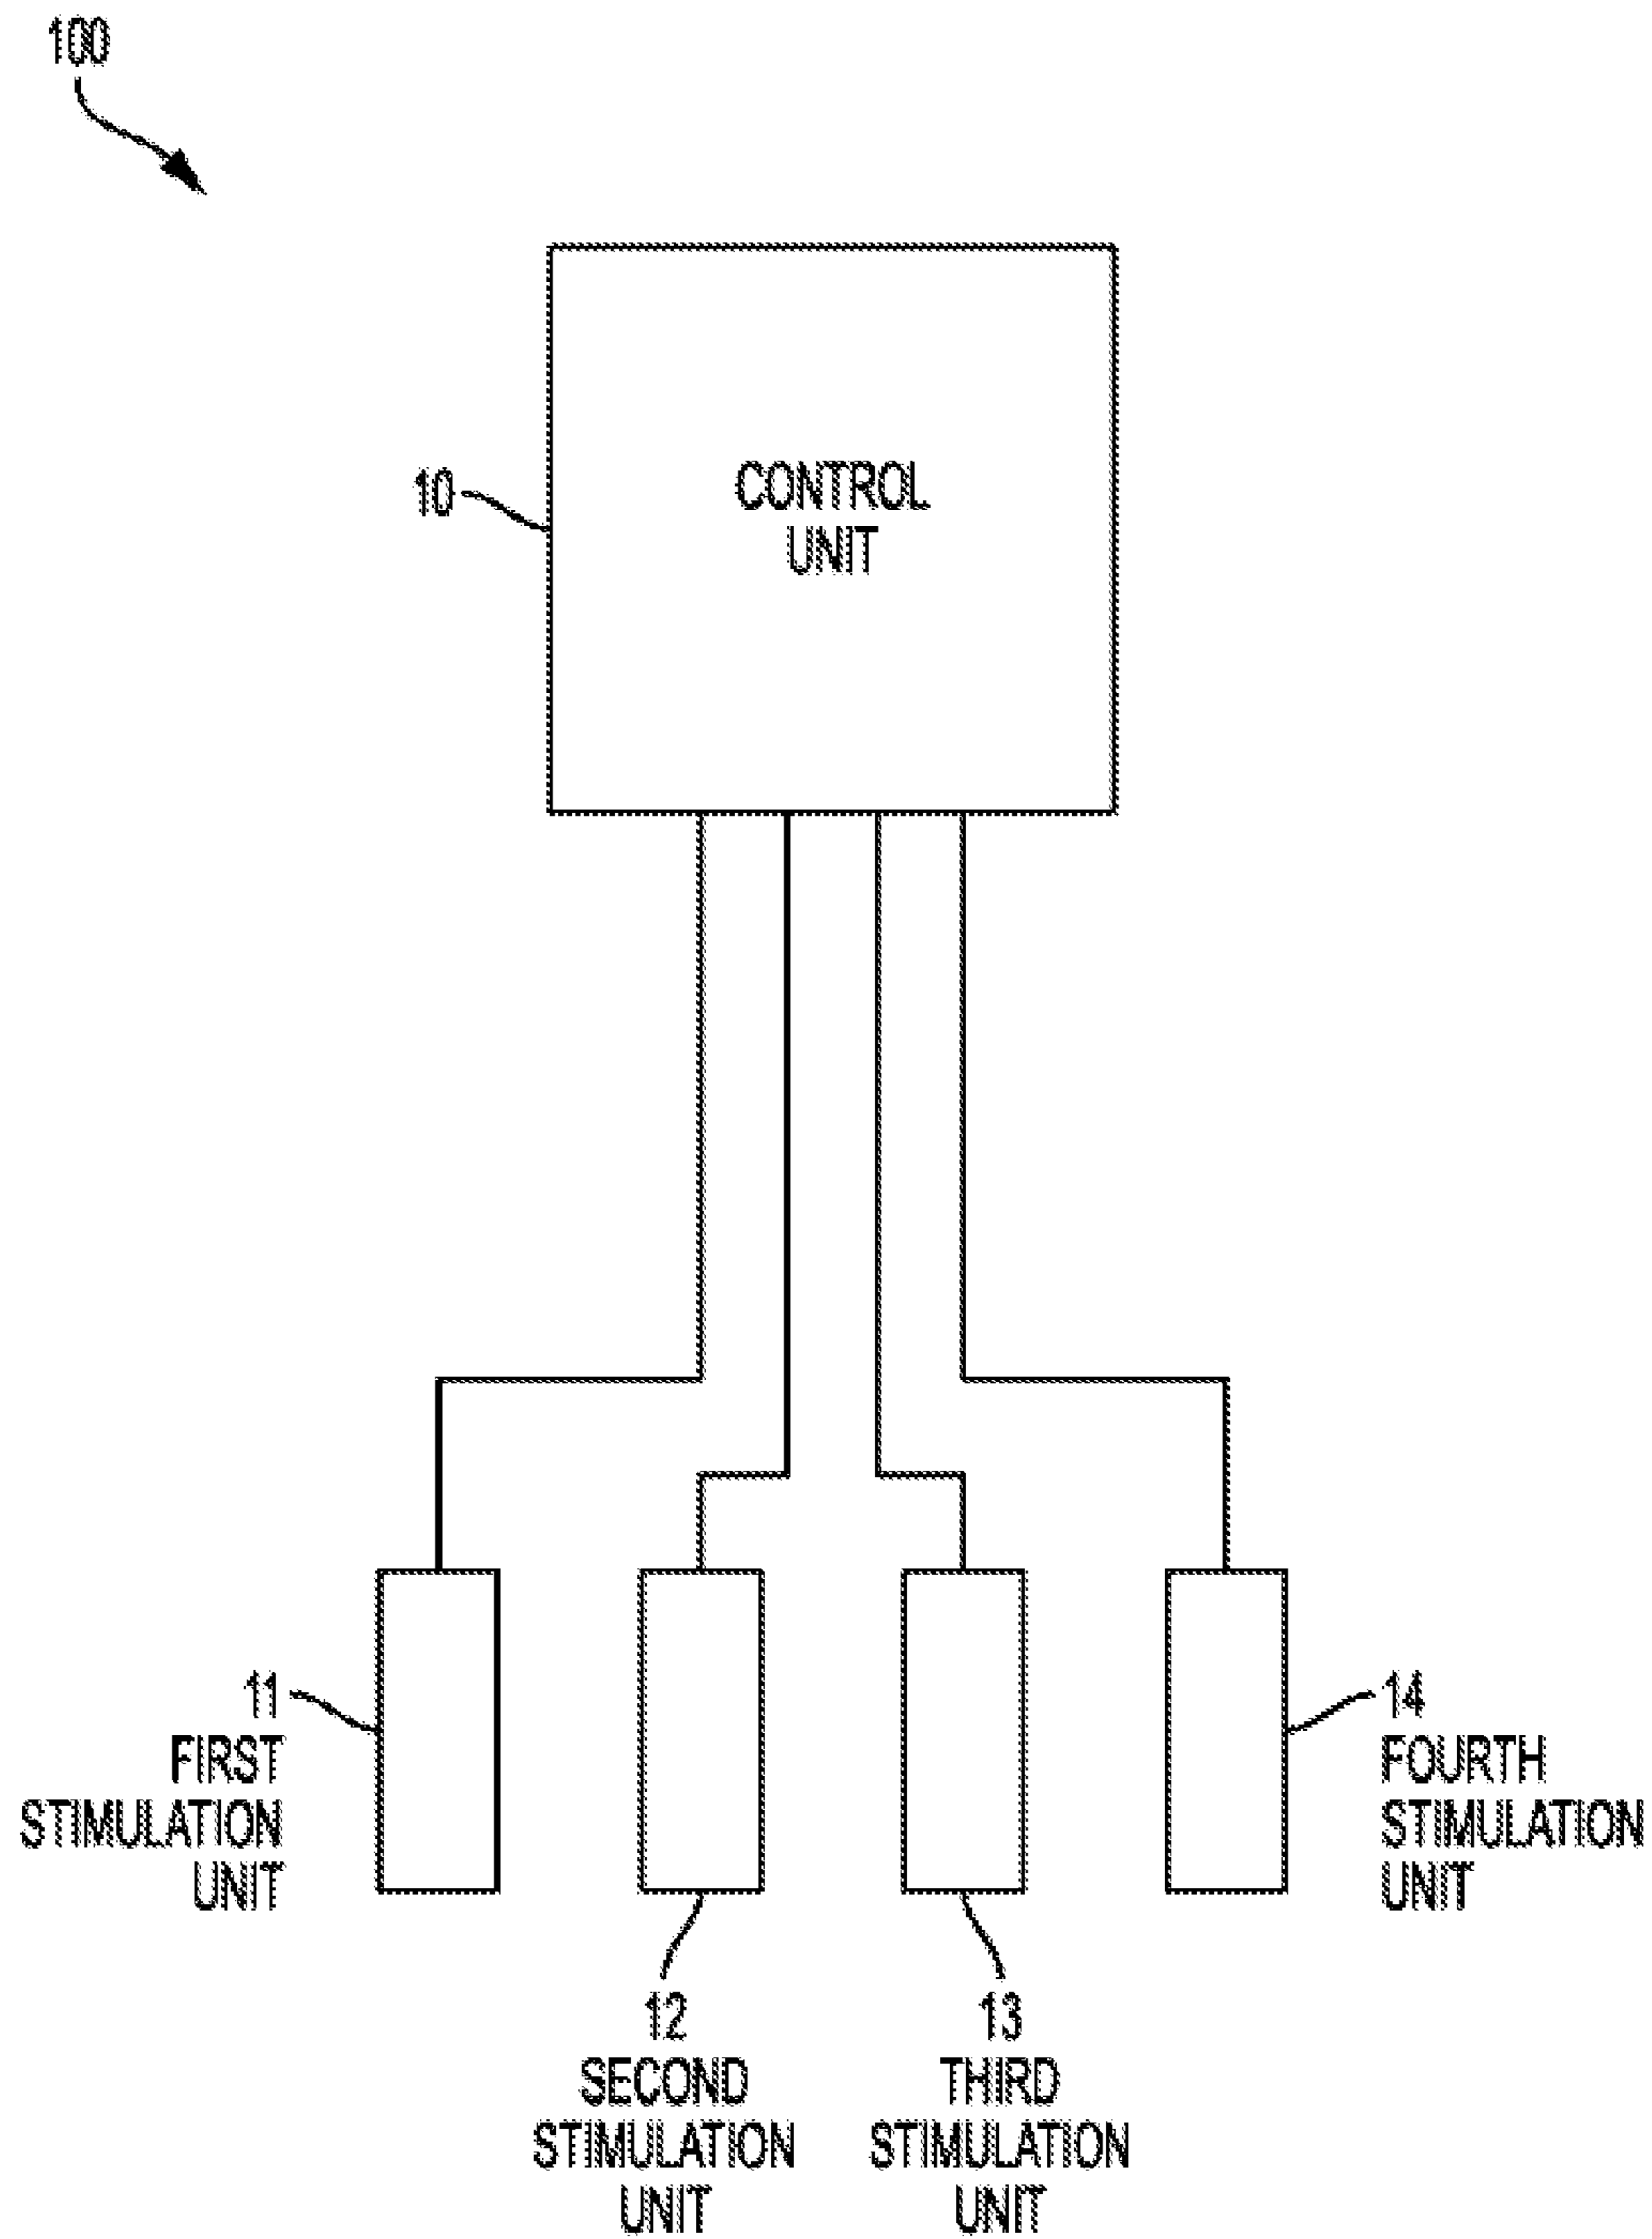 100
10
CONTROL
UNIT
11
FIRST
STIMULATION
UNIT
14
FOURTH
STIMULATION
UNIT
12
SECOND
STIMULATION
UNIT
13
THIRD
STIMULATION
UNIT